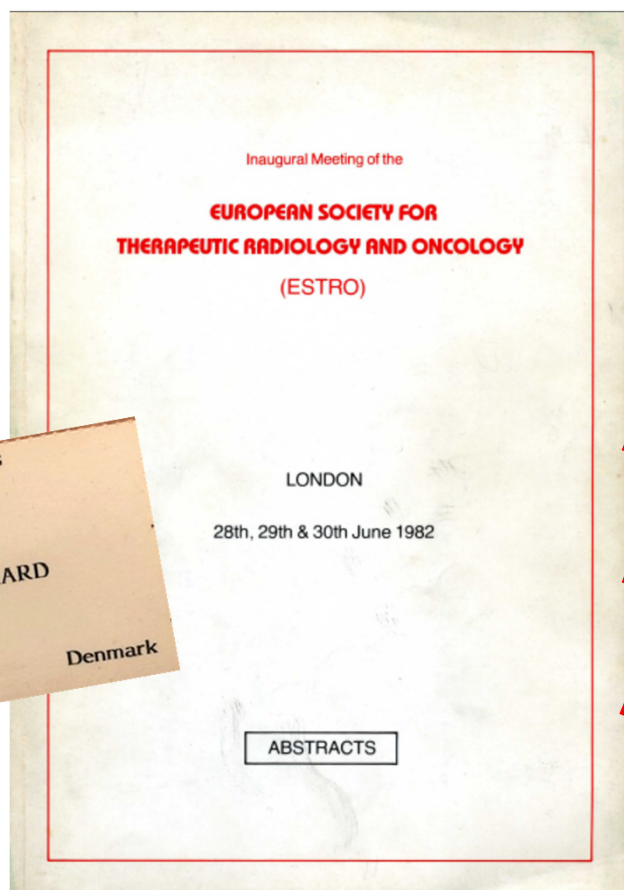 Inaugural Meeting of the
EUROPEAN SOCIETY FOR
THERAPEUTIC RADIOLOGY AND ONCOLOGY
(ESTRO)
LONDON
28th, 29th & 30th June 1982
ABSTRACTS
Denmark